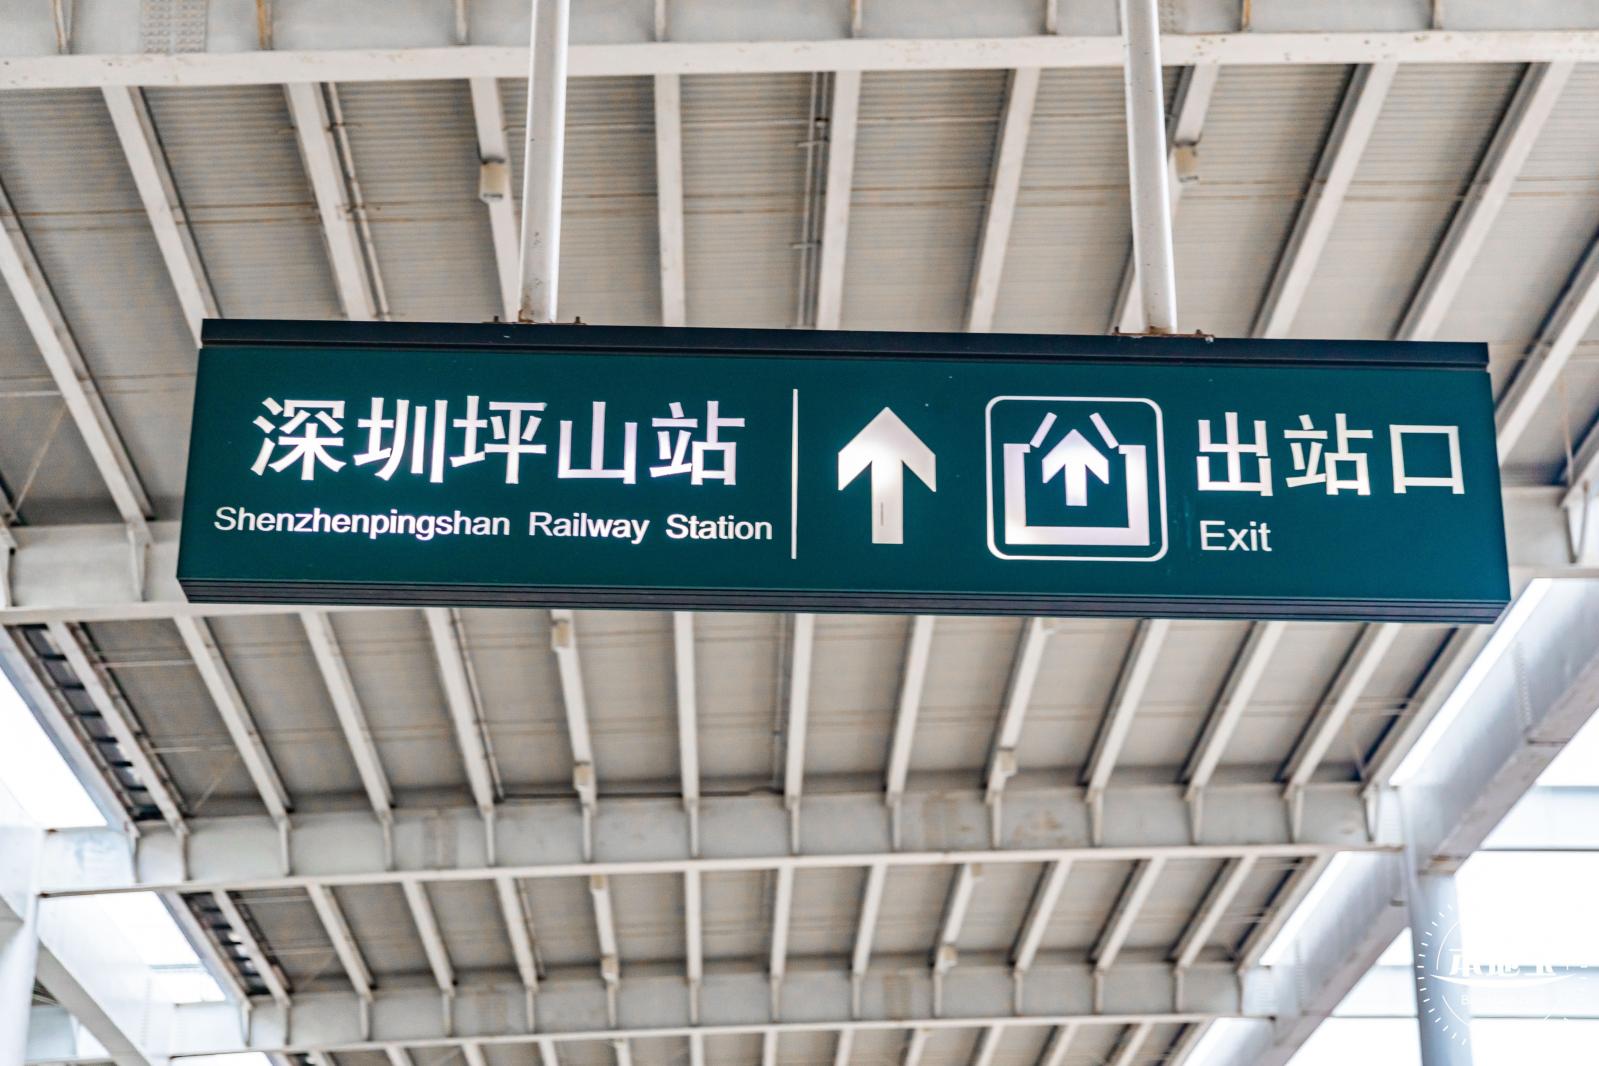 深圳坪山站
Shenzhenpingshan Railway Station
出站口
Exit